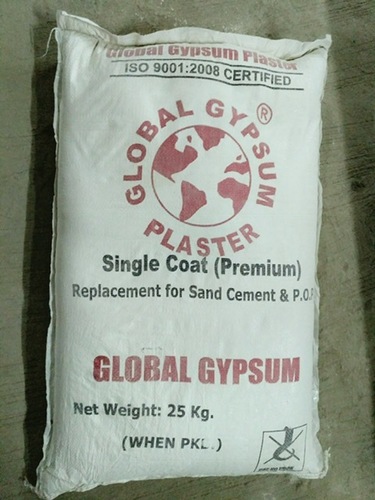 Global Gypsum Plaster
ISO 9001:2008 CERTIFIED
GLOBAL GYPSUM ®
PLASTER
Single Coat (Premium)
Replacement for Sand Cement & P.O.P
GLOBAL GYPSUM
Net Weight: 25 Kg.
(WHEN PKD.)